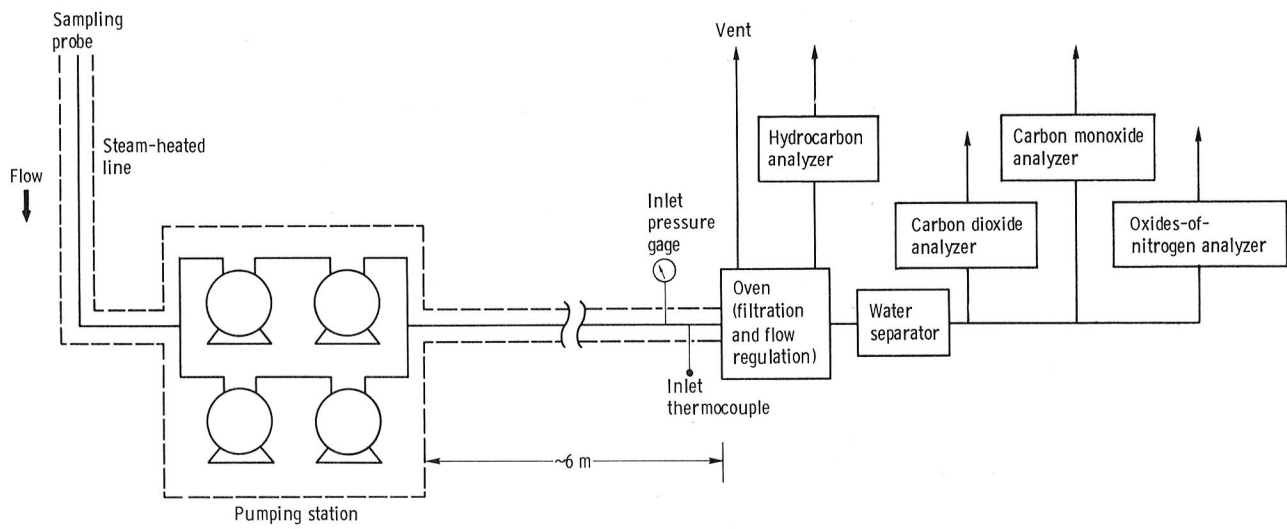 Sampling
probe
Steam-heated
line
Flow
Pumping station
~6 m
Inlet
pressure
gage
Inlet
thermocouple
Vent
Oven
(filtration
and flow
regulation)
Hydrocarbon
analyzer
Water
separator
Carbon dioxide
analyzer
Carbon monoxide
analyzer
Oxides-of-
nitrogen analyzer